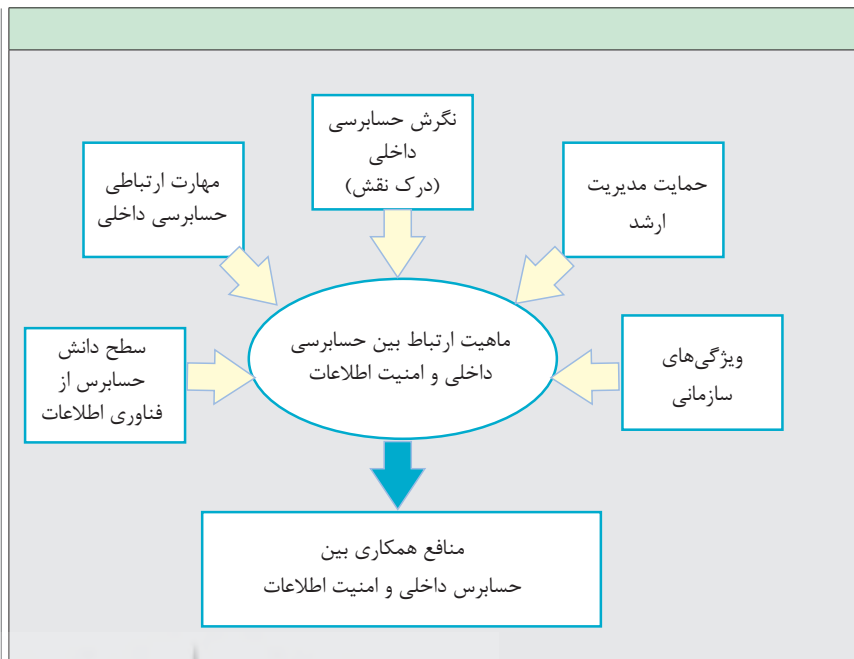 نگرش حسابرسی
داخلی
(درک نقش)
حمایت مدیریت
ارشد
مهارت ارتباطی
حسابرسی داخلی
ماهیت ارتباط بین حسابرسی
داخلی و امنیت اطلاعات
ویژگی‌های
سازمانی
سطح دانش
حسابرس از
فناوری اطلاعات
منافع همکاری بین
حسابرس داخلی و امنیت اطلاعات